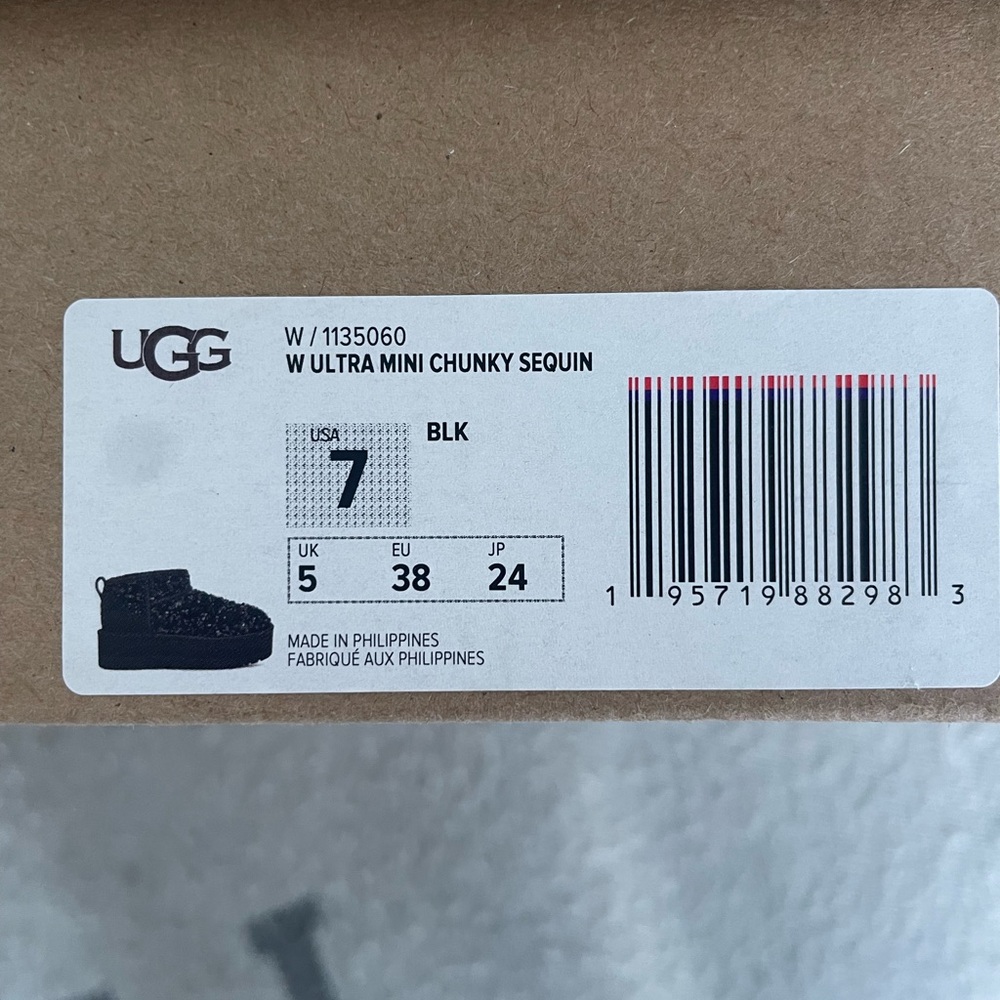 UGG
W / 1135060
W ULTRA MINI CHUNKY SEQUIN
USA
7
BLK
UK EU JP
5 38 24
MADE IN PHILIPPINES
FABRIQUÉ AUX PHILIPPINES
1 95719 88298 3